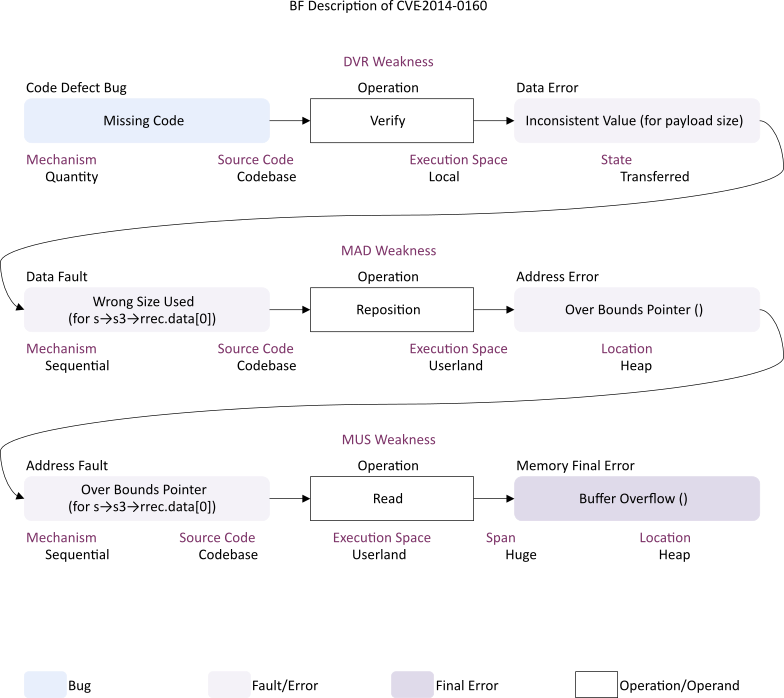 BF Description of CVE2014-0160
DVR Weakness
Code Defect Bug
Operation
Data Error
Missing Code
Verify
Inconsistent Value (for payload size)
Mechanism
Source Code
Execution Space
State
Quantity
Codebase
Local
Transferred
MAD Weakness
Data Fault
Operation
Address Error
Wrong Size Used
(for s→s3→rrec.data[0])
Reposition
Over Bounds Pointer ()
Mechanism
Source Code
Execution Space
Location
Sequential
Codebase
Userland
Heap
MUS Weakness
Address Fault
Operation
Memory Final Error
Over Bounds Pointer
(for s→s3→rrec.data[0])
Read
Buffer Overflow ()
Mechanism
Source Code
Execution Space
Span
Location
Sequential
Codebase
Userland
Huge
Heap
Bug
Fault/Error
Final Error
Operation/Operand